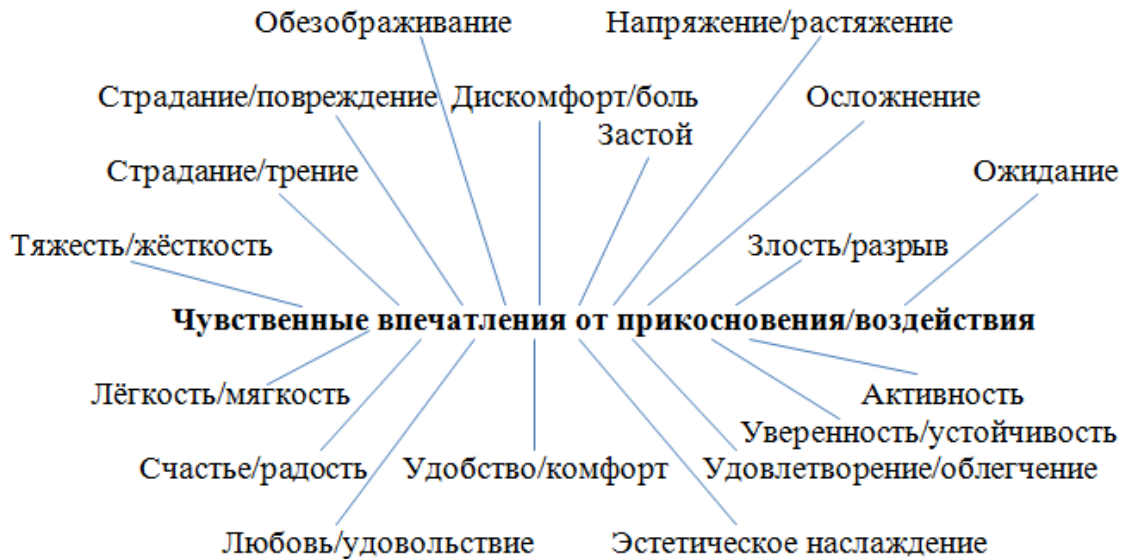 Обезображивание
Напряжение/растяжение
Страдание/повреждение
Дискомфорт/боль
Осложнение
Застой
Страдание/трение
Ожидание
Тяжесть/жёсткость
Злость/разрыв
Чувственные впечатления от прикосновения/воздействия
Лёгкость/мягкость
Активность
Уверенность/устойчивость
Счастье/радость
Удобство/комфорт
Удовлетворение/облегчение
Любовь/удовольствие
Эстетическое наслаждение